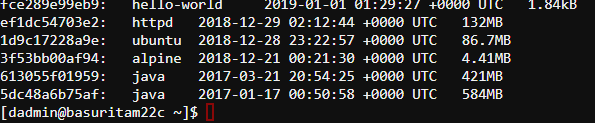 fce289e99eb9:   hello-world     2019-01-01 01:29:27 +0000 UTC   1.84kB
ef1dc54703e2:   httpd   2018-12-29 02:12:44 +0000 UTC   132MB
1d9c17228a9e:   ubuntu  2018-12-28 23:22:57 +0000 UTC   86.7MB
3f53bb00af94:   alpine  2018-12-21 00:21:30 +0000 UTC   4.41MB
613055f01959:   java    2017-03-21 20:54:25 +0000 UTC   421MB
5dc48a6b75af:   java    2017-01-17 00:50:58 +0000 UTC   584MB
[dadmin@basuritam22c ~]$